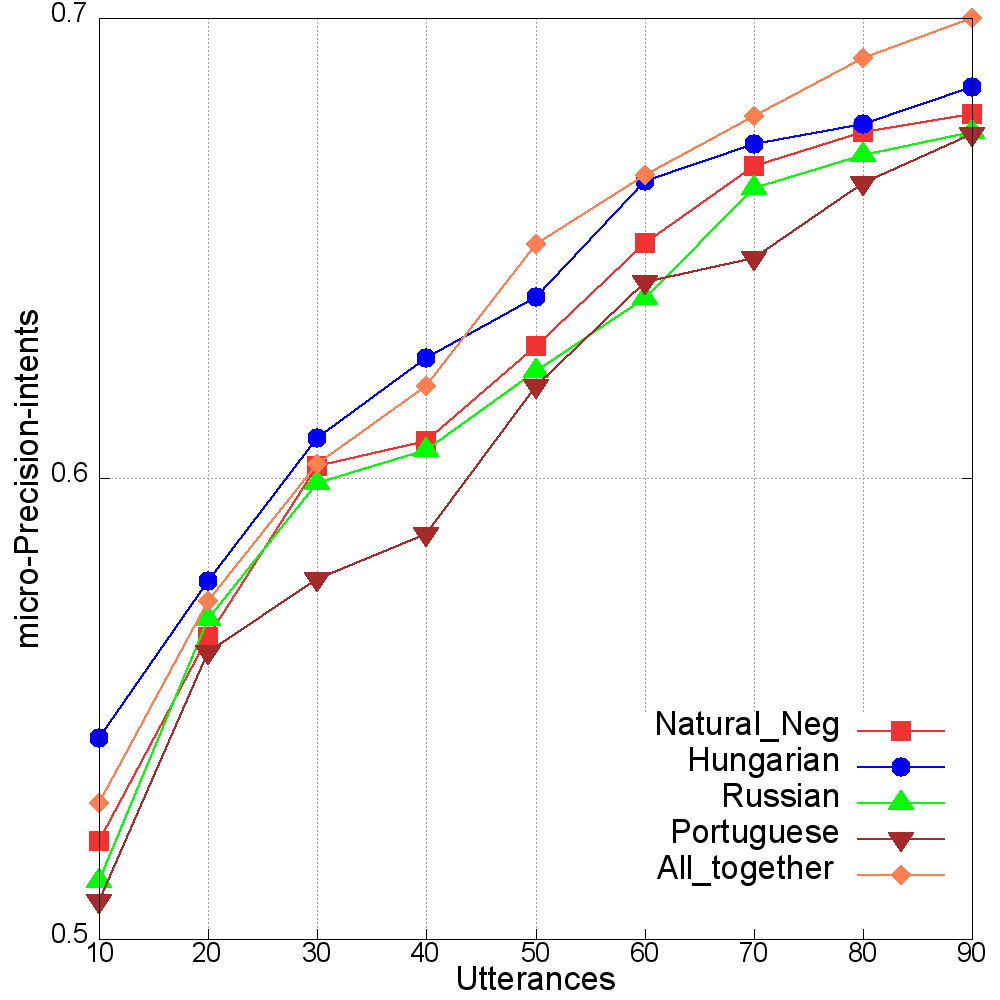 0.7
0.6
0.5
micro-Precision-intents
Natural_Neg
Hungarian
Russian
Portuguese
All_together
10 20 30 40 50 60 70 80 90
Utterances